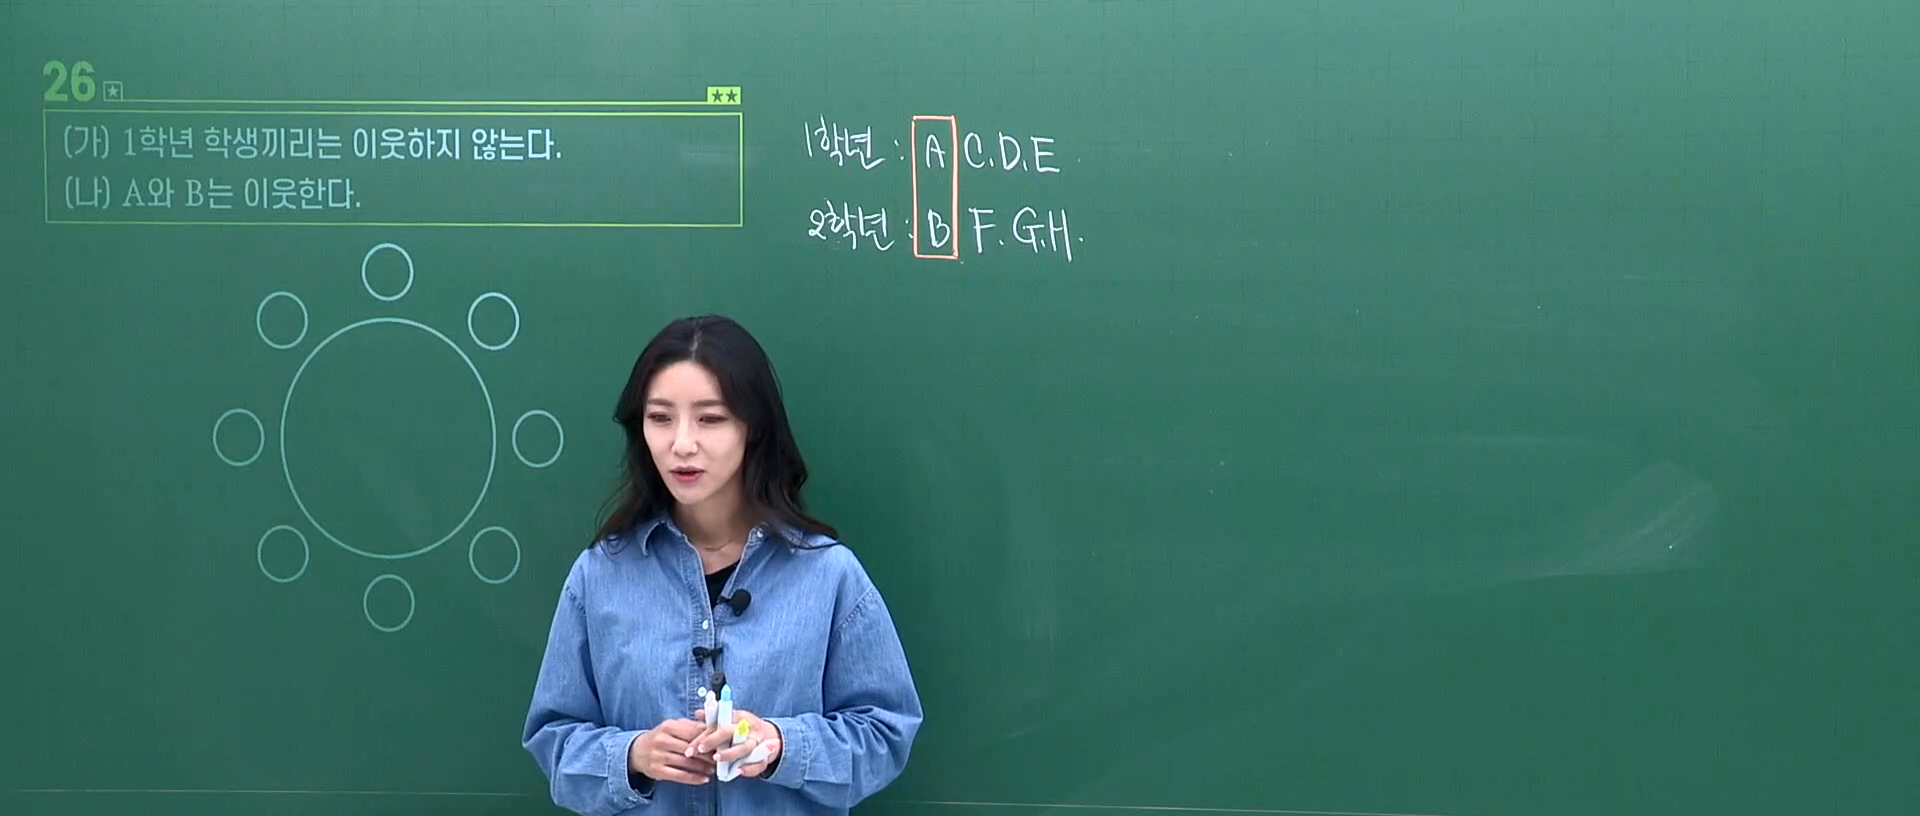 26
(가) 1학년 학생끼리는 이웃하지 않는다.
(나) A와 B는 이웃한다.
1학년 : A C.D.E
2학년 : B F.G.H.